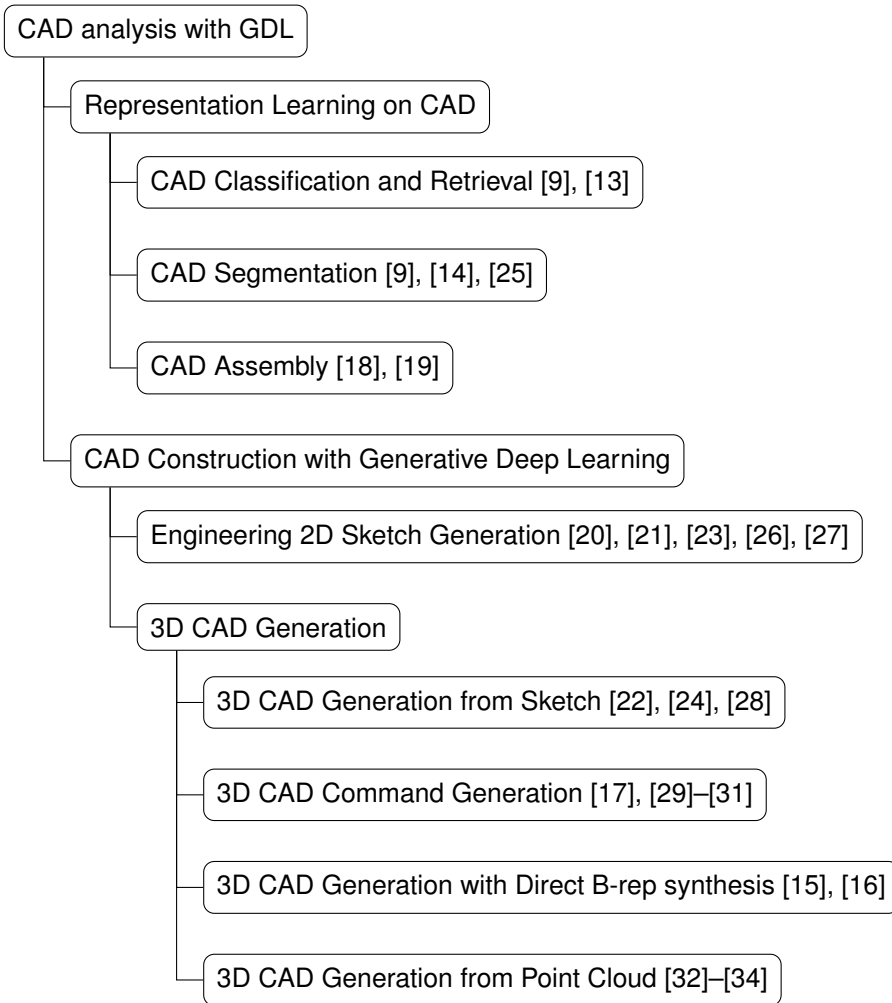 CAD analysis with GDL
Representation Learning on CAD
CAD Classification and Retrieval [9], [13]
CAD Segmentation [9], [14], [25]
CAD Assembly [18], [19]
CAD Construction with Generative Deep Learning
Engineering 2D Sketch Generation [20], [21], [23], [26], [27]
3D CAD Generation
3D CAD Generation from Sketch [22], [24], [28]
3D CAD Command Generation [17], [29]–[31]
3D CAD Generation with Direct B-rep synthesis [15], [16]
3D CAD Generation from Point Cloud [32]–[34]